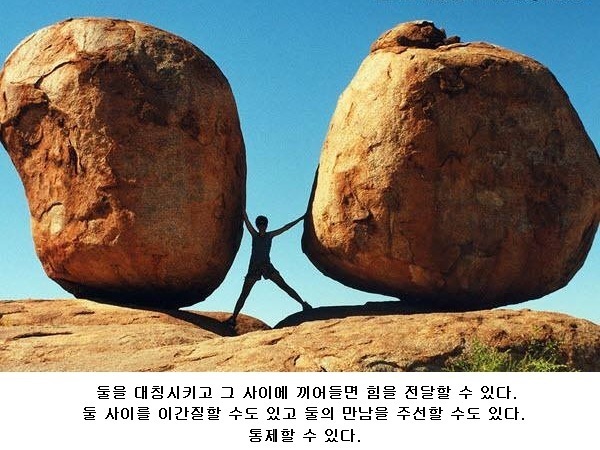 둘을 대칭시키고 그 사이에 끼어들면 힘을 전달할 수 있다.
둘 사이를 이간질할 수도 있고 둘의 만남을 주선할 수도 있다.
통제할 수 있다.